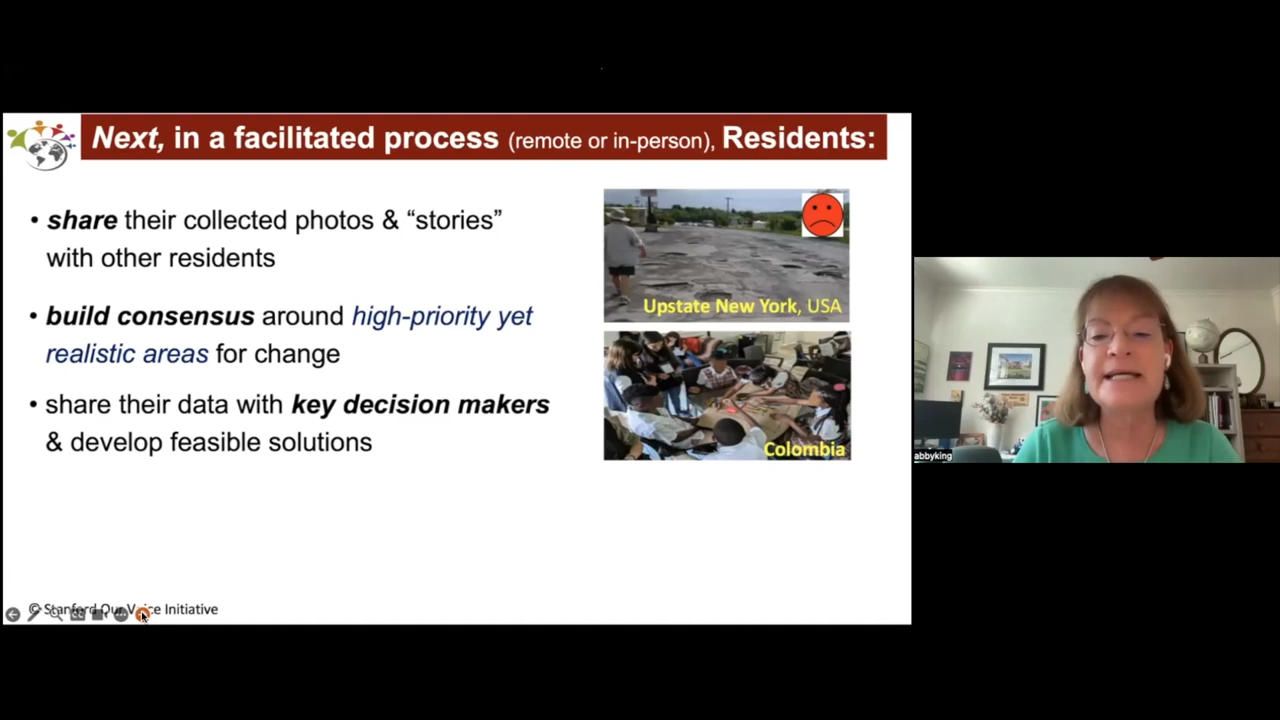 Next, in a facilitated process (remote or in-person), Residents:
• share their collected photos & “stories”
with other residents
• build consensus around high-priority yet
realistic areas for change
• share their data with key decision makers
& develop feasible solutions
Upstate New York, USA
Colombia
© Stanford Our Voice Initiative
abbyking